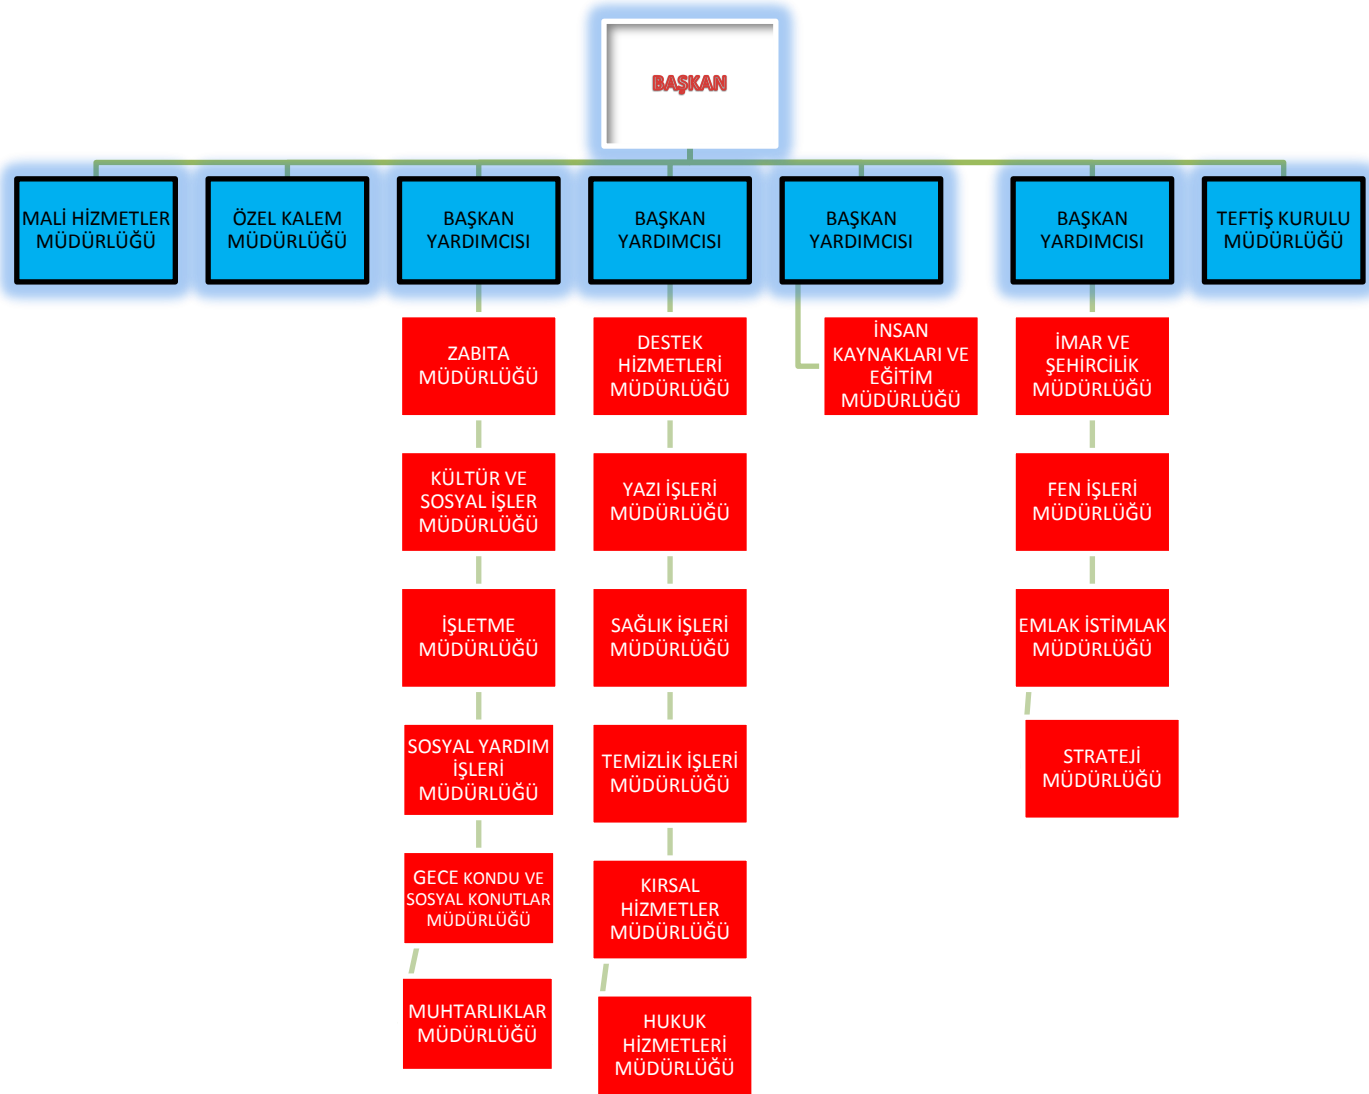 BAŞKAN
MALİ HİZMETLER
MÜDÜRLÜĞÜ
ÖZEL KALEM
MÜDÜRLÜĞÜ
BAŞKAN
YARDIMCISI
BAŞKAN
YARDIMCISI
BAŞKAN
YARDIMCISI
BAŞKAN
YARDIMCISI
TEFTİŞ KURULU
MÜDÜRLÜĞÜ
ZABITA
MÜDÜRLÜĞÜ
KÜLTÜR VE
SOSYAL İŞLER
MÜDÜRLÜĞÜ
İŞLETME
MÜDÜRLÜĞÜ
SOSYAL YARDIM
İŞLERİ
MÜDÜRLÜĞÜ
GECE KONDU VE
SOSYAL KONUTLAR
MÜDÜRLÜĞÜ
MUHTARLIKLAR
MÜDÜRLÜĞÜ
DESTEK
HİZMETLERİ
MÜDÜRLÜĞÜ
YAZI İŞLERİ
MÜDÜRLÜĞÜ
SAĞLIK İŞLERİ
MÜDÜRLÜĞÜ
TEMİZLİK İŞLERİ
MÜDÜRLÜĞÜ
KIRSAL
HİZMETLER
MÜDÜRLÜĞÜ
HUKUK
HİZMETLERİ
MÜDÜRLÜĞÜ
İNSAN
KAYNAKLARI VE
EĞİTİM
MÜDÜRLÜĞÜ
İMAR VE
ŞEHİRCİLİK
MÜDÜRLÜĞÜ
FEN İŞLERİ
MÜDÜRLÜĞÜ
EMLAK İSTİMLAK
MÜDÜRLÜĞÜ
STRATEJİ
MÜDÜRLÜĞÜ